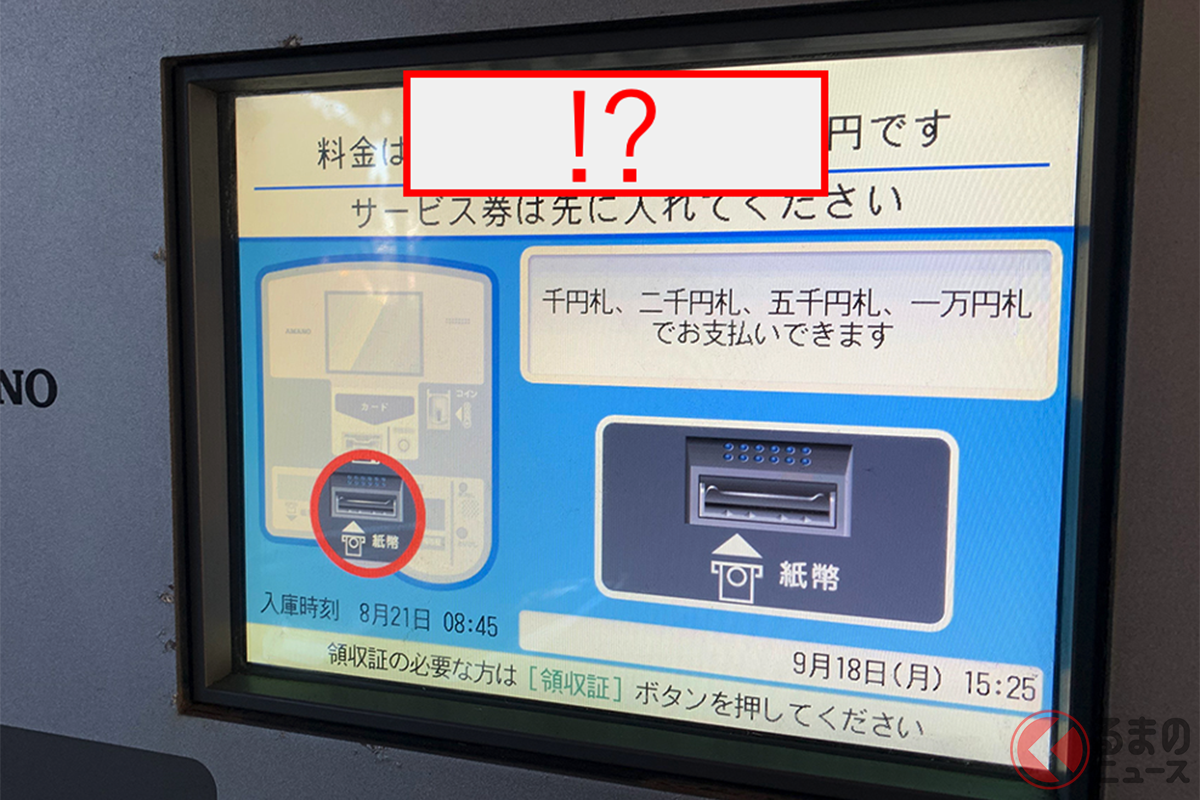 料金は
!?
円です
サービス券は先に入れてください
千円札、二千円札、五千円札、一万円札
でお支払いできます
AMANO
コイン
カード
紙幣
紙幣
入庫時刻 8月21日 08:45
9月18日(月) 15:25
領収証の必要な方は[領収証]ボタンを押してください
NO
くるまの
ニュース